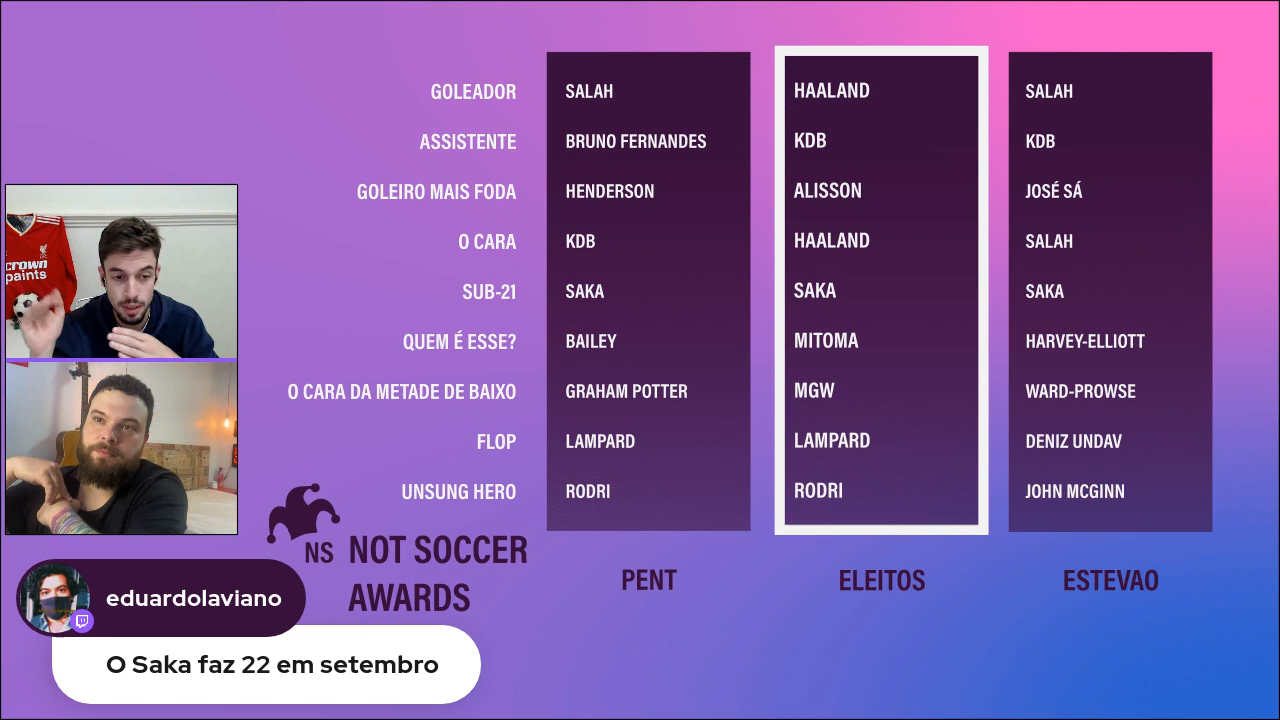 GOLEADOR SALAH HAALAND SALAH
ASSISTENTE BRUNO FERNANDES KDB KDB
GOLEIRO MAIS FODA HENDERSON ALISSON JOSÉ SÁ
O CARA KDB HAALAND SALAH
SUB-21 SAKA SAKA SAKA
QUEM É ESSE? BAILEY MITOMA HARVEY-ELLIOTT
O CARA DA METADE DE BAIXO GRAHAM POTTER MGW WARD-PROWSE
FLOP LAMPARD LAMPARD DENIZ UNDAV
UNSUNG HERO RODRI RODRI JOHN MCGINN
crown
paints
NS NOT SOCCER
AWARDS
PENT ELEITOS ESTEVAO
eduardolaviano
O Saka faz 22 em setembro